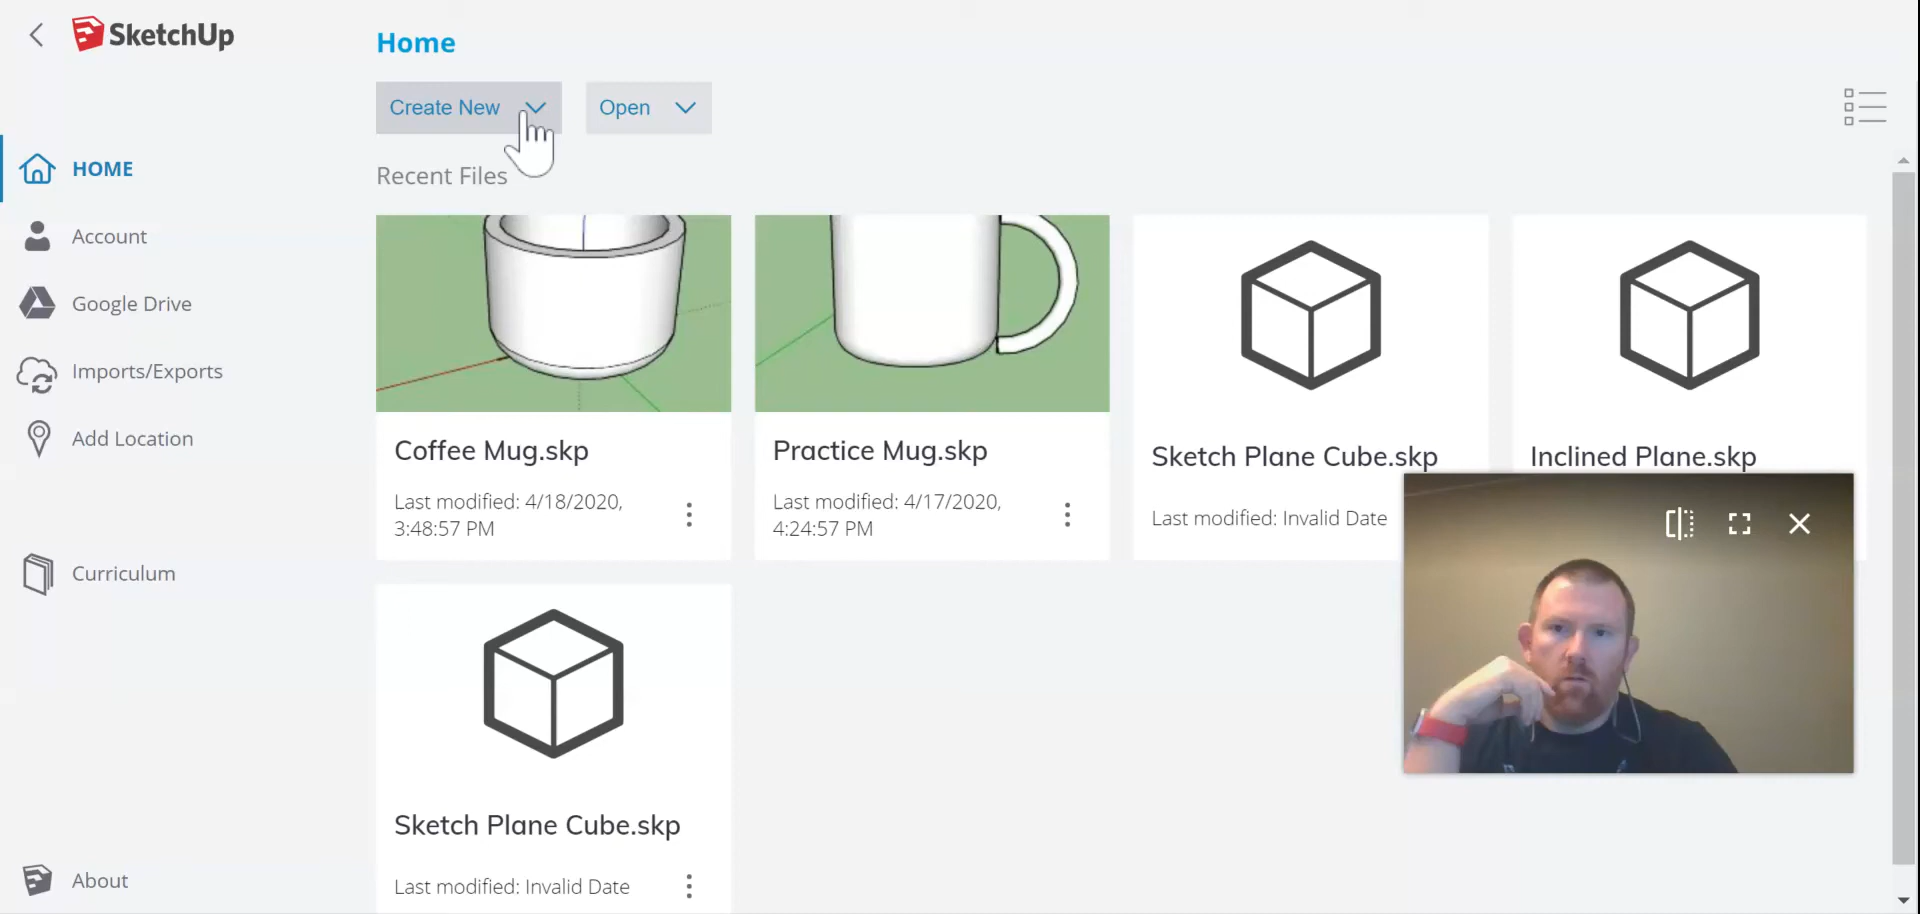 SketchUp
Home
Create New
Open
Recent Files
HOME
Account
Google Drive
Imports/Exports
Add Location
Curriculum
About
Coffee Mug.skp
Last modified: 4/18/2020,
3:48:57 PM
Practice Mug.skp
Last modified: 4/17/2020,
4:24:57 PM
Sketch Plane Cube.skp
Last modified: Invalid Date
Inclined Plane.skp
Sketch Plane Cube.skp
Last modified: Invalid Date